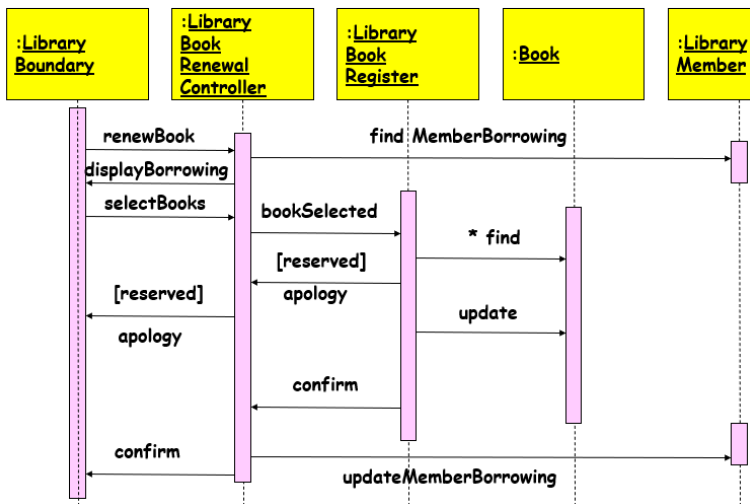 :Library
Boundary
:Library
Book
Renewal
Controller
:Library
Book
Register
:Book
:Library
Member
renewBook
find MemberBorrowing
displayBorrowing
selectBooks
bookSelected
* find
[reserved]
apology
[reserved]
apology
update
confirm
confirm
updateMemberBorrowing